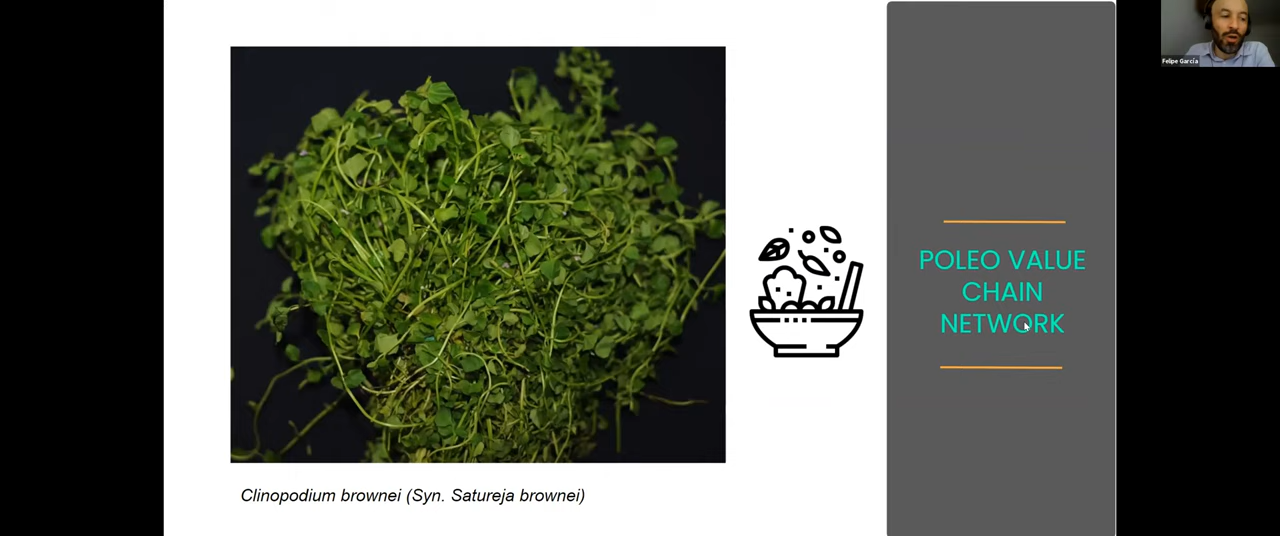 Felipe García
POLEO VALUE
CHAIN
NETWORK
Clinopodium brownei (Syn. Satureja brownei)